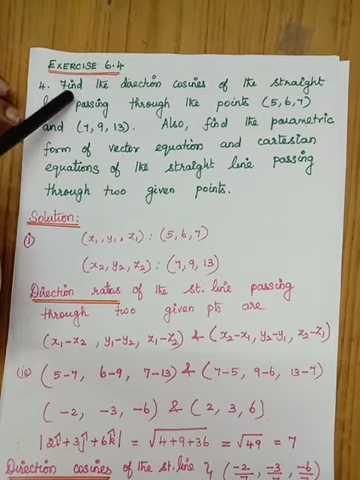 EXERCISE 6.4
4. Find the direction cosines of the straight
passing through the points (5,6,7)
and (7,9,13). Also, find the parametric
form of vector equation and cartesian
equations of the straight line passing
through two given points.
Solution:
(i) (x₁,y₁,z₁) : (5,6,7)
(x₂,y₂,z₂) : (7,9,13)
Direction ratios of the st. line passing
through two given pts are
(x₁-x₂, y₁-y₂, z₁-z₂) & (x₂-x₁, y₂-y₁, z₂-z₁)
(ie) (5-7, 6-9, 7-13) & (7-5, 9-6, 13-7)
(-2, -3, -6) & (2, 3, 6)
∴ |2î+3ĵ+6k̂| = √4+9+36 = √49 = 7
Direction cosines of the st. line (-2/7, -3/7, -6/7